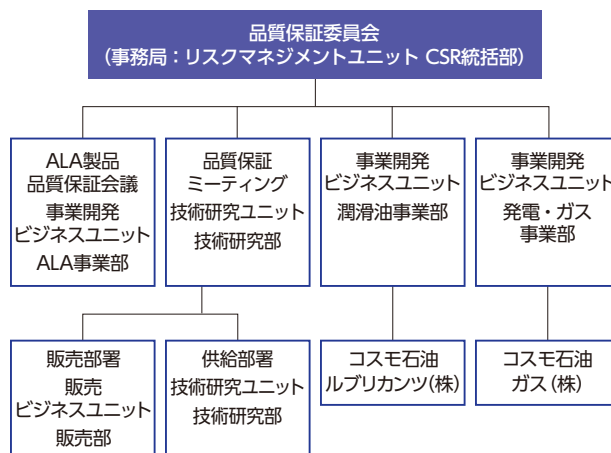 品質保証委員会
(事務局：リスクマネジメントユニット CSR統括部)
ALA製品
品質保証会議
事業開発
ビジネスユニット
ALA事業部
品質保証
ミーティング
技術研究ユニット
技術研究部
事業開発
ビジネスユニット
潤滑油事業部
事業開発
ビジネスユニット
発電・ガス
事業部
販売部署
販売
ビジネスユニット
販売部
供給部署
技術研究ユニット
技術研究部
コスモ石油
ルブリカンツ(株)
コスモ石油
ガス(株)